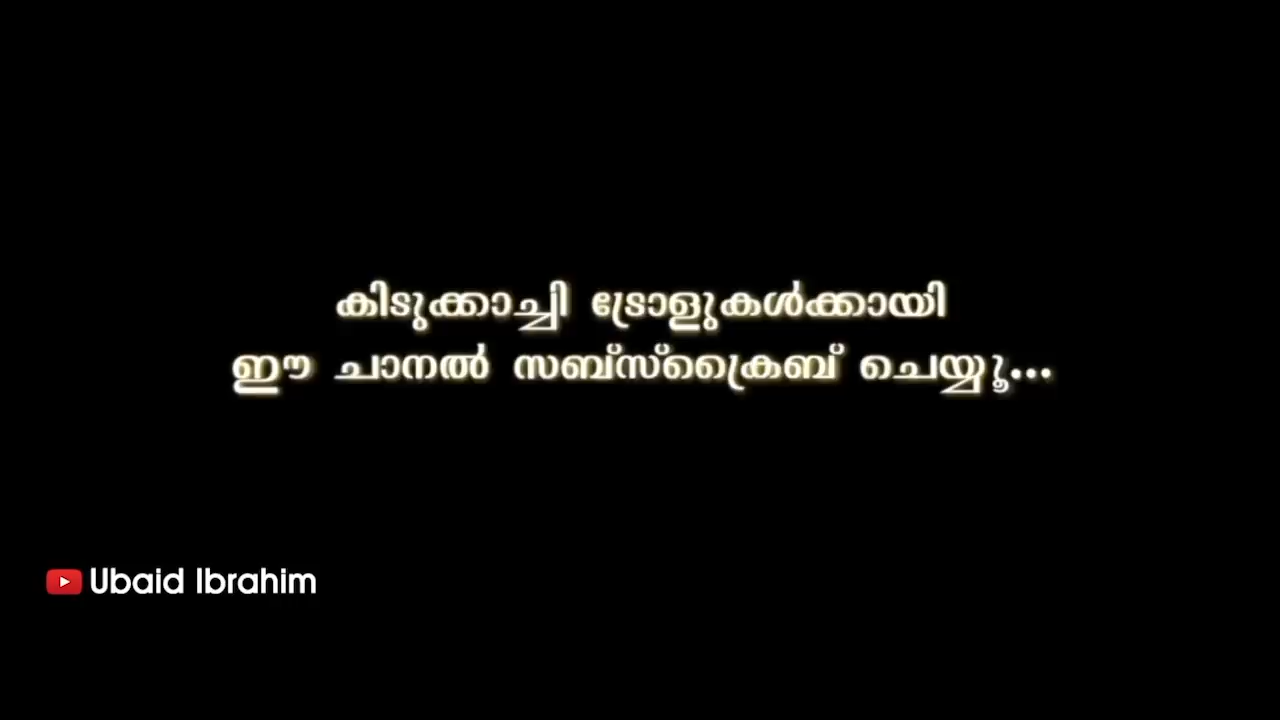 കിടുക്കാച്ചി ട്രോളുകൾക്കായി
ഈ ചാനൽ സബ്സ്ക്രൈബ് ചെയ്യൂ...
Ubaid Ibrahim